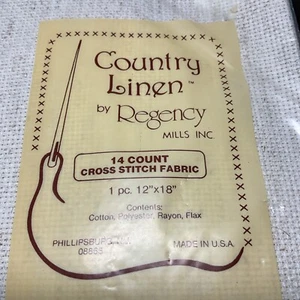 Country
Linen™
by Regency
MILLS INC
14 COUNT
CROSS STITCH FABRIC
1 pc. 12"x18"
Contents:
Cotton, Polyester, Rayon, Flax
MADE IN U.S.A.